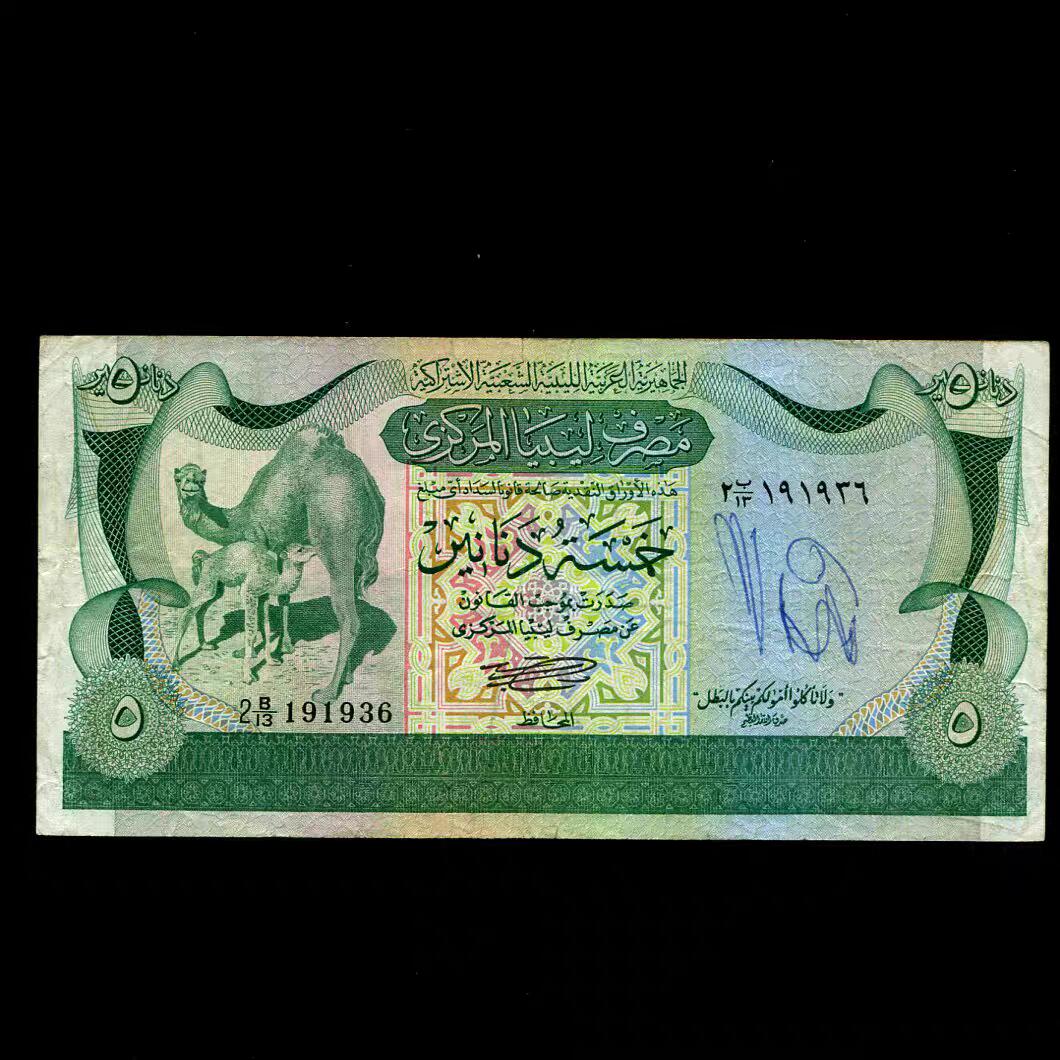 الجماهيرية العربية الليبية الشعبية الاشتراكية
٥ دنانير
٥ دنانير
مصرف ليبيا المركزي
هذه الأوراق النقدية صالحة قانونا لسداد أي مبلغ
٢ ب/١٣ ١٩١٩٣٦
خمسة دنانير
صدرت بموجب القانون
عن مصرف ليبيا المركزي
"ولا تأكلوا أموالكم بينكم بالبطل"
صدق الله العظيم
2 B/13 191936
المحافظ
٥
٥